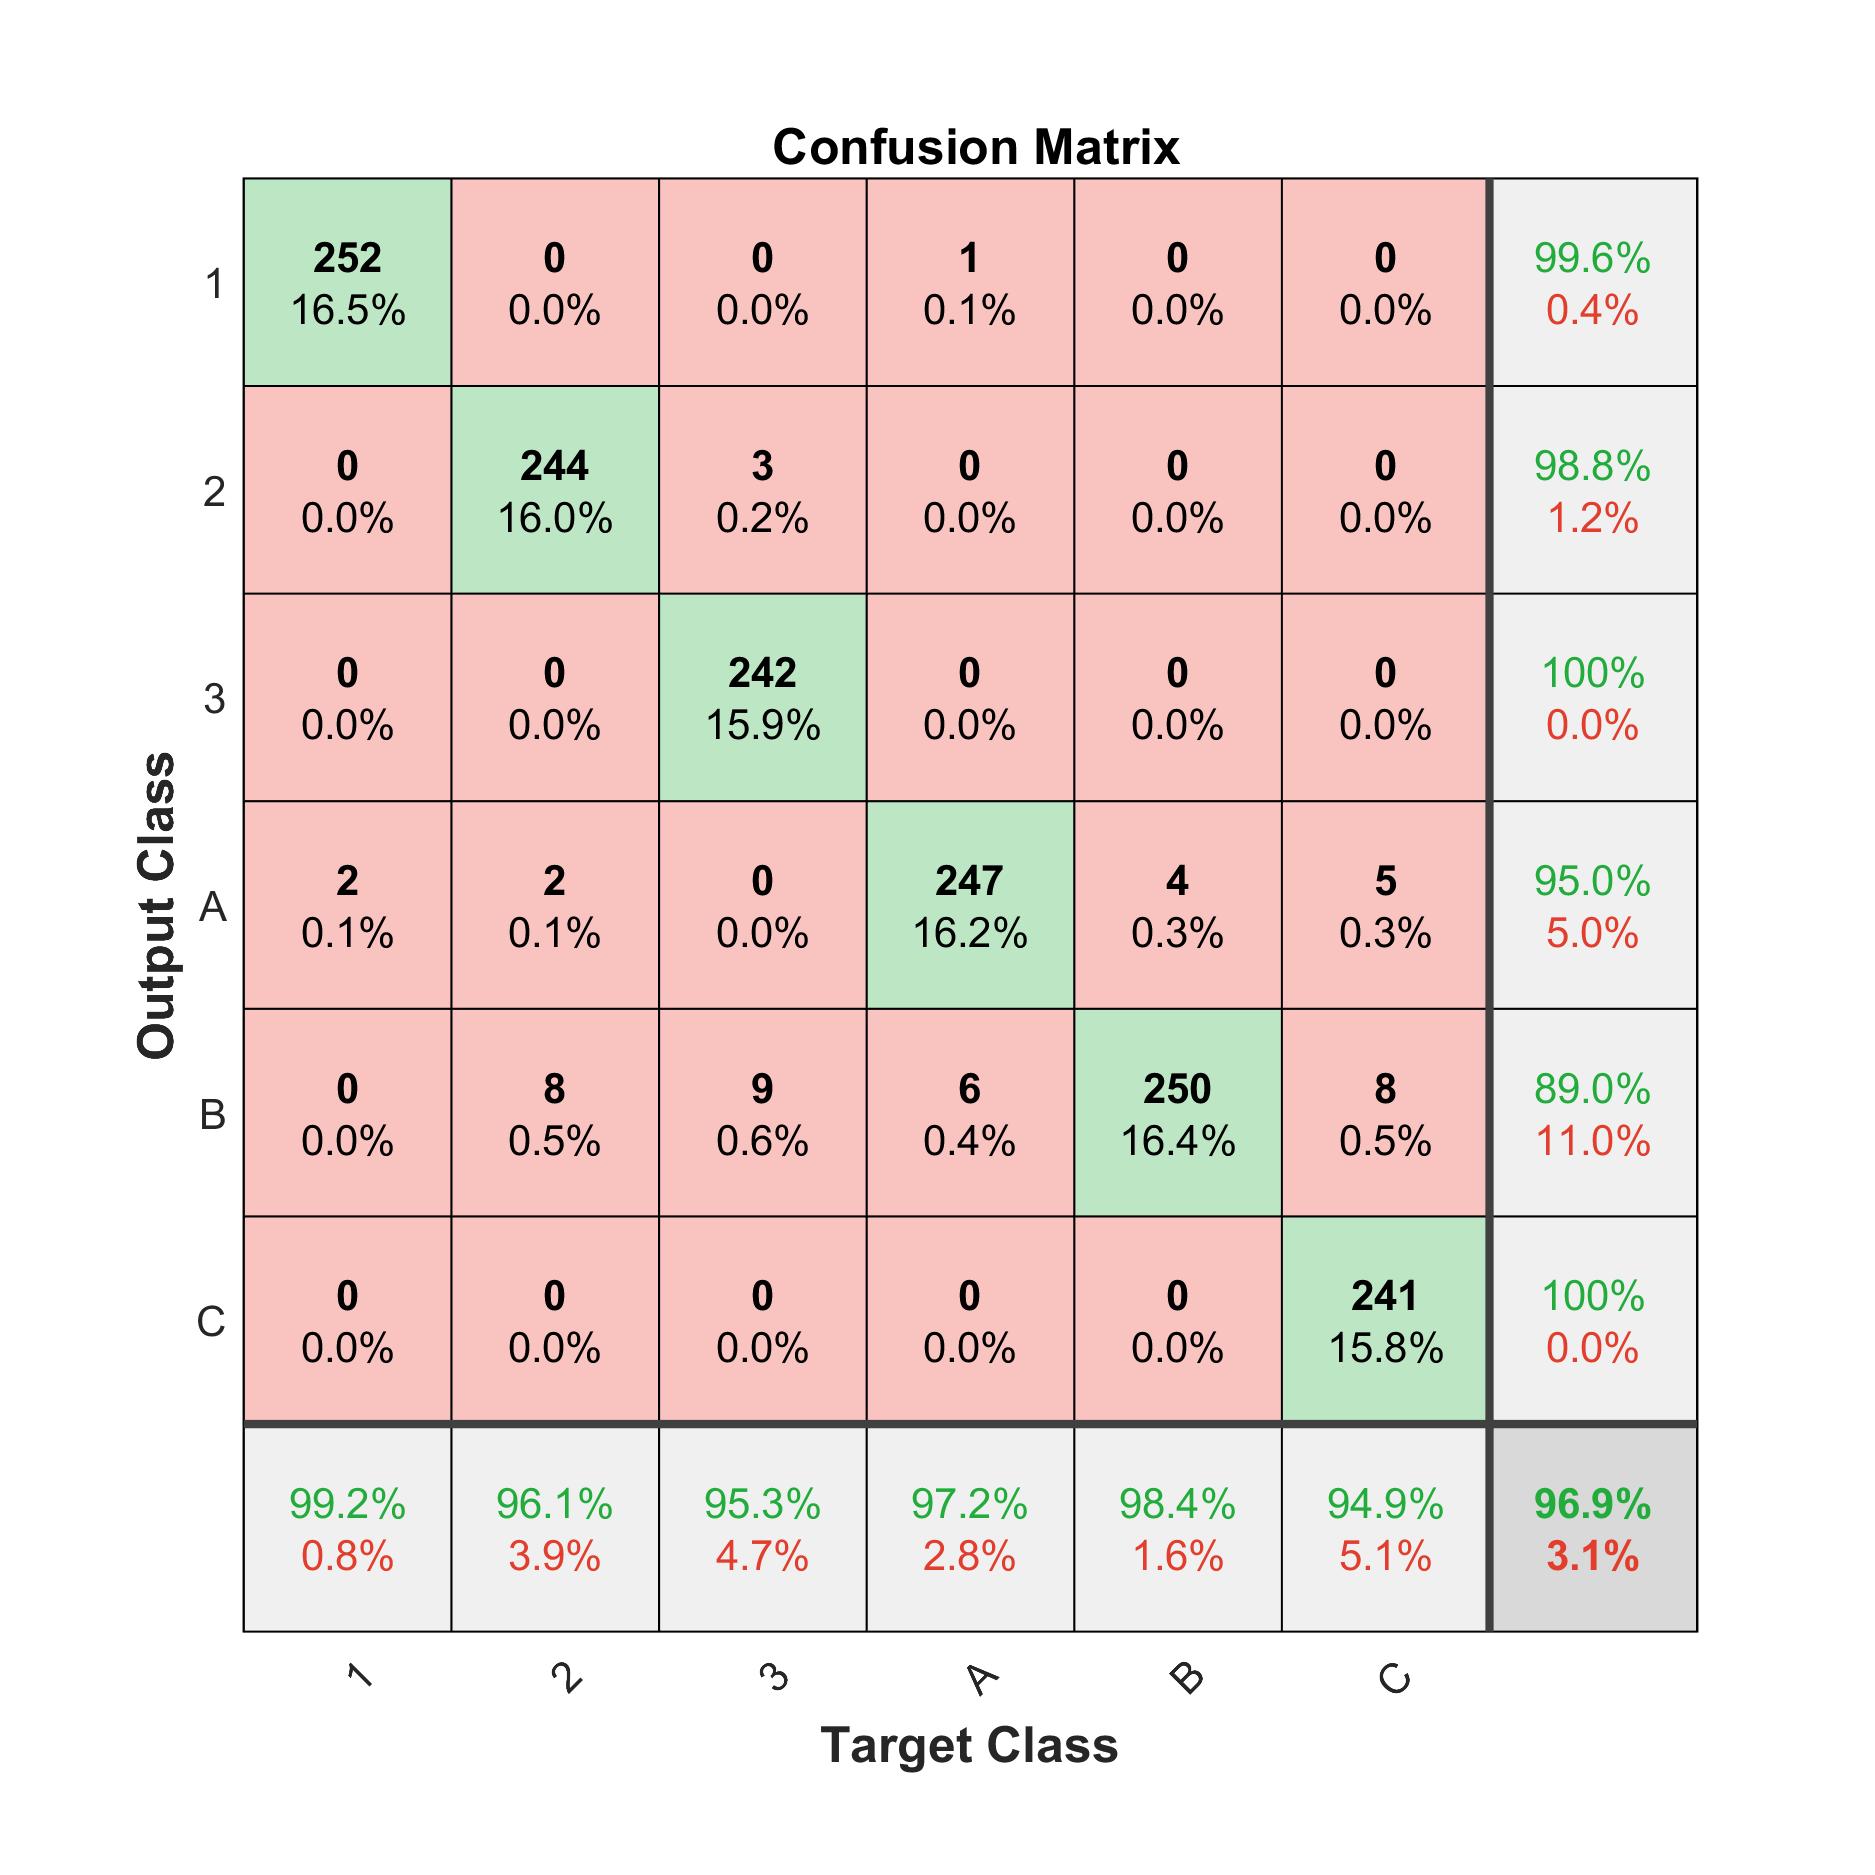 Confusion Matrix
1 252 0 0 1 0 0 99.6%
16.5% 0.0% 0.0% 0.1% 0.0% 0.0% 0.4%
2 0 244 3 0 0 0 98.8%
0.0% 16.0% 0.2% 0.0% 0.0% 0.0% 1.2%
3 0 0 242 0 0 0 100%
0.0% 0.0% 15.9% 0.0% 0.0% 0.0% 0.0%
A 2 2 0 247 4 5 95.0%
0.1% 0.1% 0.0% 16.2% 0.3% 0.3% 5.0%
B 0 8 9 6 250 8 89.0%
0.0% 0.5% 0.6% 0.4% 16.4% 0.5% 11.0%
C 0 0 0 0 0 241 100%
0.0% 0.0% 0.0% 0.0% 0.0% 15.8% 0.0%
99.2% 96.1% 95.3% 97.2% 98.4% 94.9% 96.9%
0.8% 3.9% 4.7% 2.8% 1.6% 5.1% 3.1%
1 2 3 A B C
Target Class
Output Class